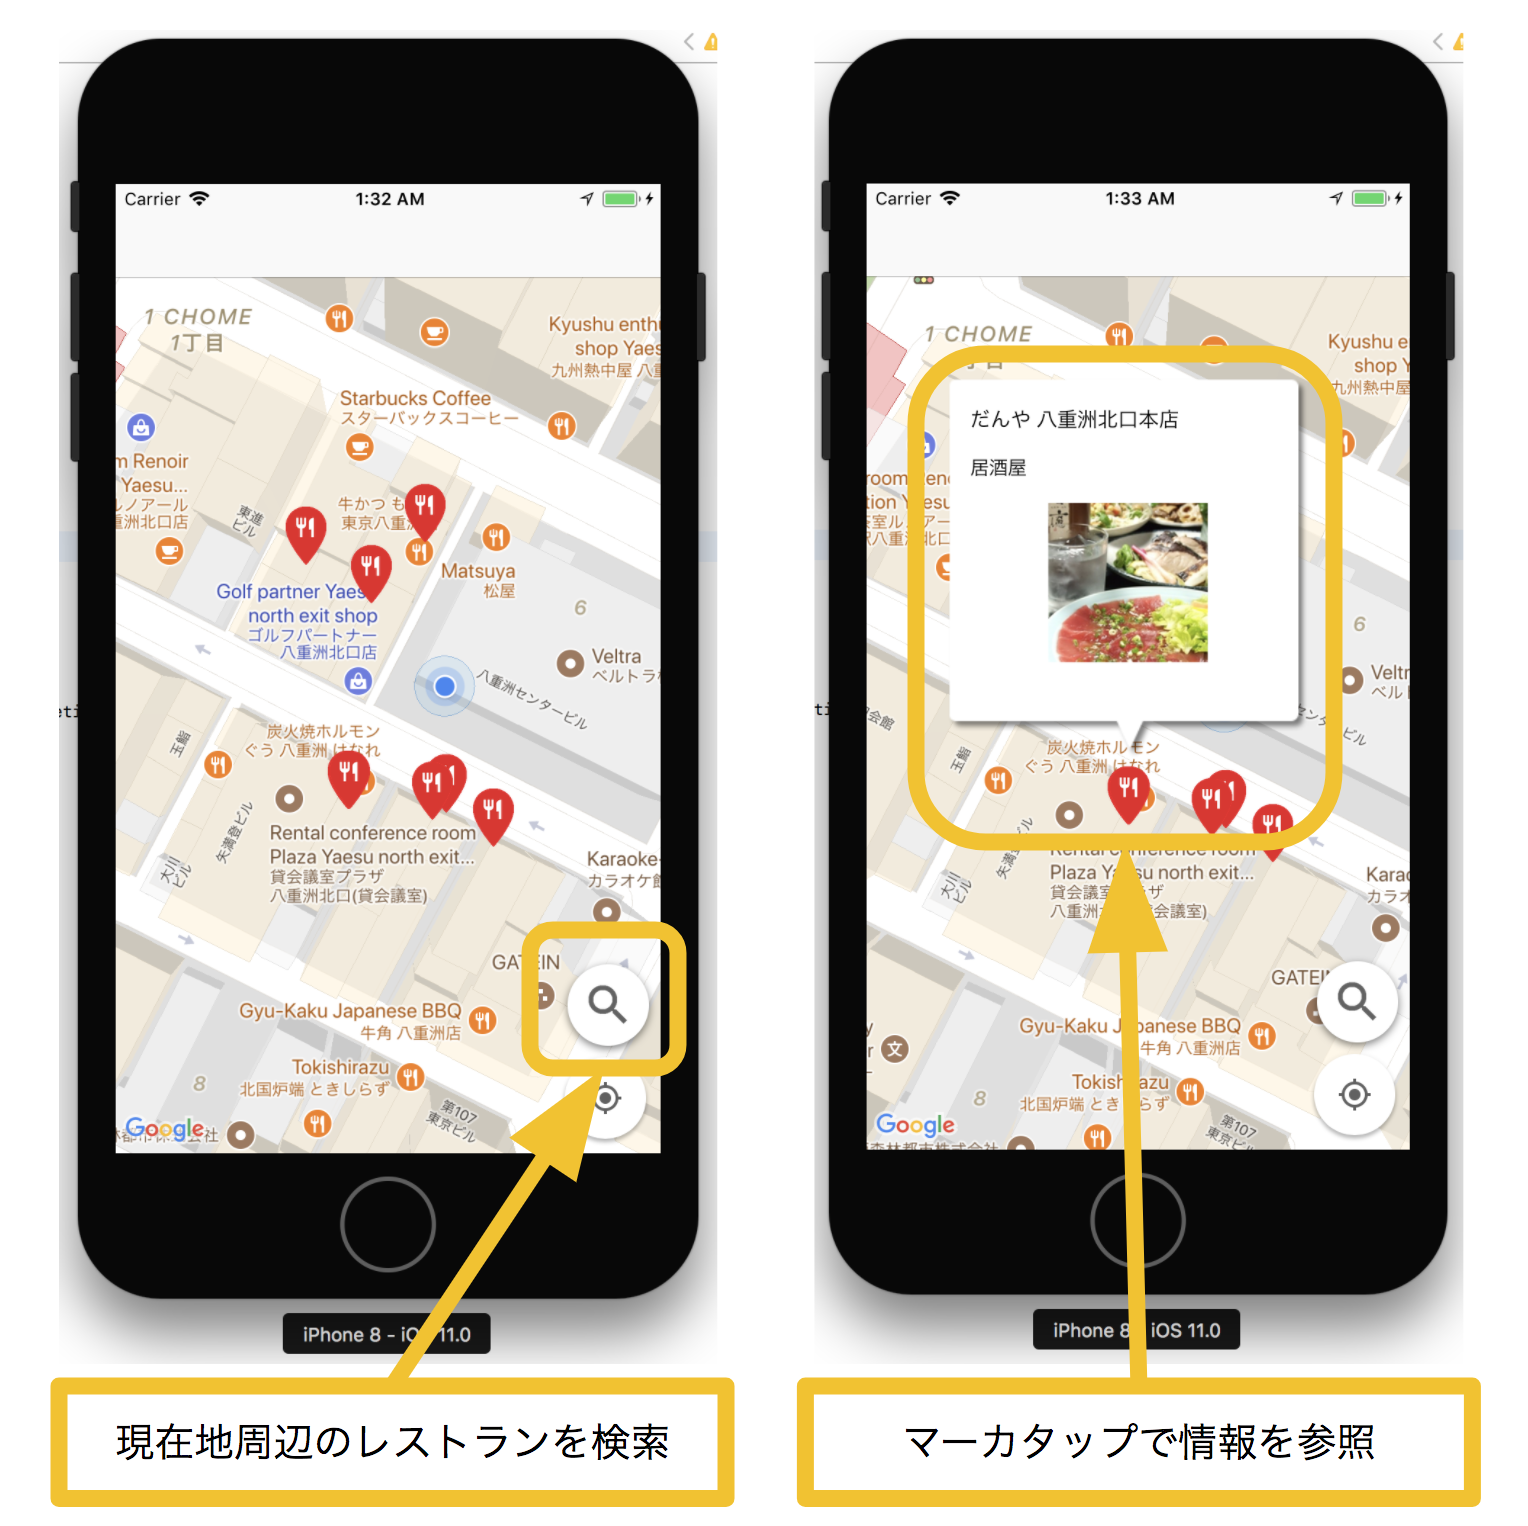 Carrier
1:32 AM
1 CHOME
1丁目
Kyushu enth
shop Yaes
九州熱中屋 八重
Starbucks Coffee
スターバックスコーヒー
m Renoir
Yaesu...
ルノアール
重洲北口店
東進
ビル
牛かつ も
東京八重洲
Matsuya
松屋
Golf partner Yaes
north exit shop
ゴルフパートナー
八重洲北口店
6
Veltra
ベルトラ
八重洲センタービル
炭火焼ホルモン
ぐう 八重洲 はなれ
玉鮨
矢満登ビル
大川
ビル
Rental conference room
Plaza Yaesu north exit...
貸会議室プラザ
八重洲北口(貸会議室)
Karaoke-
カラオケ館
GATEIN
Gyu-Kaku Japanese BBQ
牛角 八重洲店
Tokishirazu
北国炉端 ときしらず
8
第107
東京ビル
Google
iPhone 8 - iOS 11.0
現在地周辺のレストランを検索
Carrier
1:33 AM
1 CHOME
Kyushu e
shop Y
九州熱中屋
だんや 八重洲北口本店
居酒屋
6
Veltr
ベル
炭火焼ホルモン
ぐう 八重洲 はなれ
玉鮨
大川
ビル
Rental conference room
Plaza Yaesu north exit...
貸会議室プラザ
八重洲北口(貸会議室)
Karao
カラオ
GATEIN
Gyu-Kaku Japanese BBQ
牛角 八重洲店
Tokishirazu
北国炉端 ときしらず
8
第107
東京ビル
Google
iPhone 8 - iOS 11.0
マーカタップで情報を参照